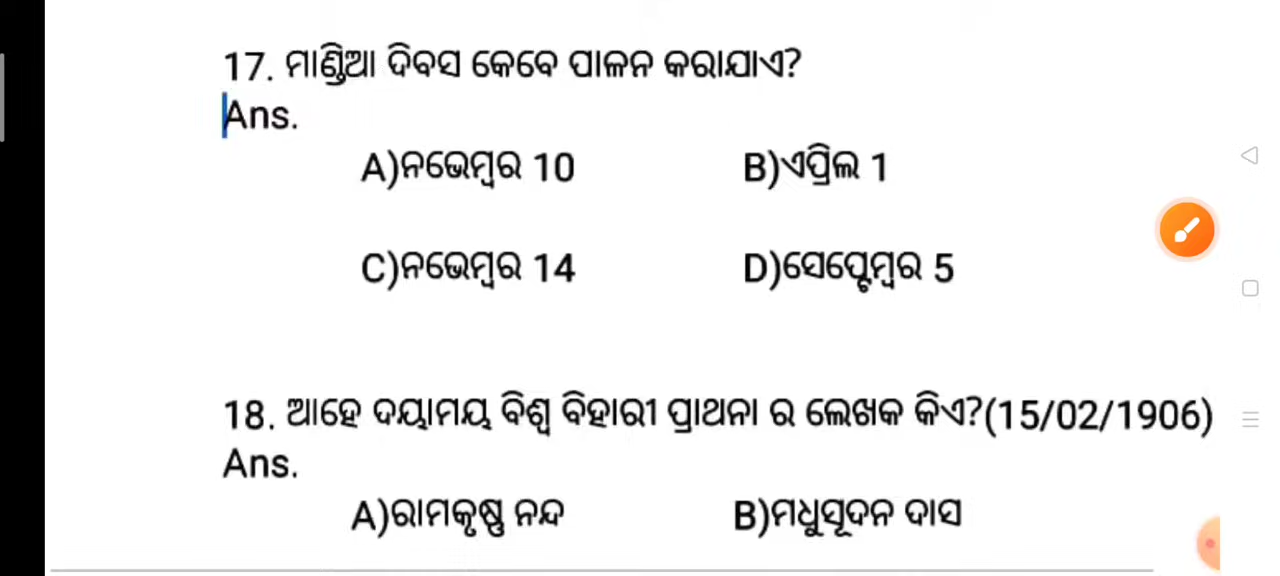 17. ମାଣ୍ଡିଆ ଦିବସ କେବେ ପାଳନ କରାଯାଏ?
Ans.
A)ନଭେମ୍ବର 10 B)ଏପ୍ରିଲ 1
C)ନଭେମ୍ବର 14 D)ସେପ୍ଟେମ୍ବର 5
18. ଆହେ ଦୟାମୟ ବିଶ୍ୱ ବିହାରୀ ପ୍ରାଥନା ର ଲେଖକ କିଏ?(15/02/1906)
Ans.
A)ରାମକୃଷ୍ଣ ନନ୍ଦ B)ମଧୁସୂଦନ ଦାସ